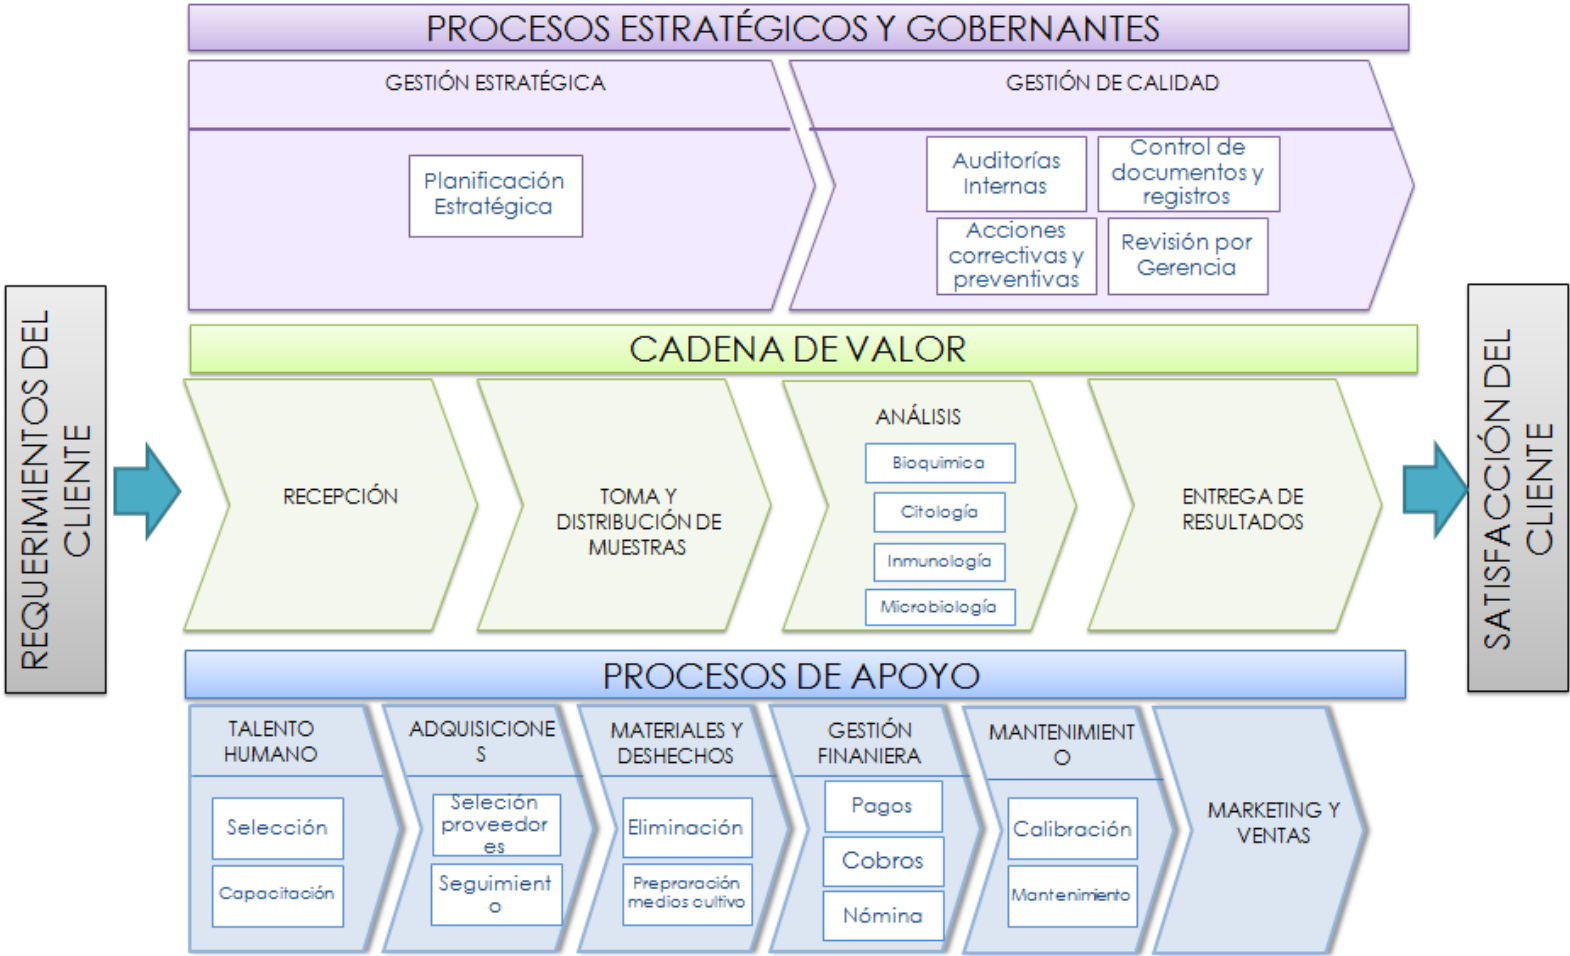 PROCESOS ESTRATÉGICOS Y GOBERNANTES
GESTIÓN ESTRATÉGICA
Planificación
Estratégica
GESTIÓN DE CALIDAD
Auditorías
Internas
Control de
documentos y
registros
Acciones
correctivas y
preventivas
Revisión por
Gerencia
REQUERIMIENTOS DEL
CLIENTE
CADENA DE VALOR
RECEPCIÓN
TOMA Y
DISTRIBUCIÓN DE
MUESTRAS
ANÁLISIS
Bioquimica
Citología
Inmunología
Microbiología
ENTREGA DE
RESULTADOS
SATISFACCIÓN DEL
CLIENTE
PROCESOS DE APOYO
TALENTO
HUMANO
Selección
Capacitación
ADQUISICIONE
S
Seleción
proveedor
es
Seguimient
o
MATERIALES Y
DESHECHOS
Eliminación
Prepraración
medios cultivo
GESTIÓN
FINANIERA
Pagos
Cobros
Nómina
MANTENIMIENT
O
Calibración
Mantenimiento
MARKETING Y
VENTAS